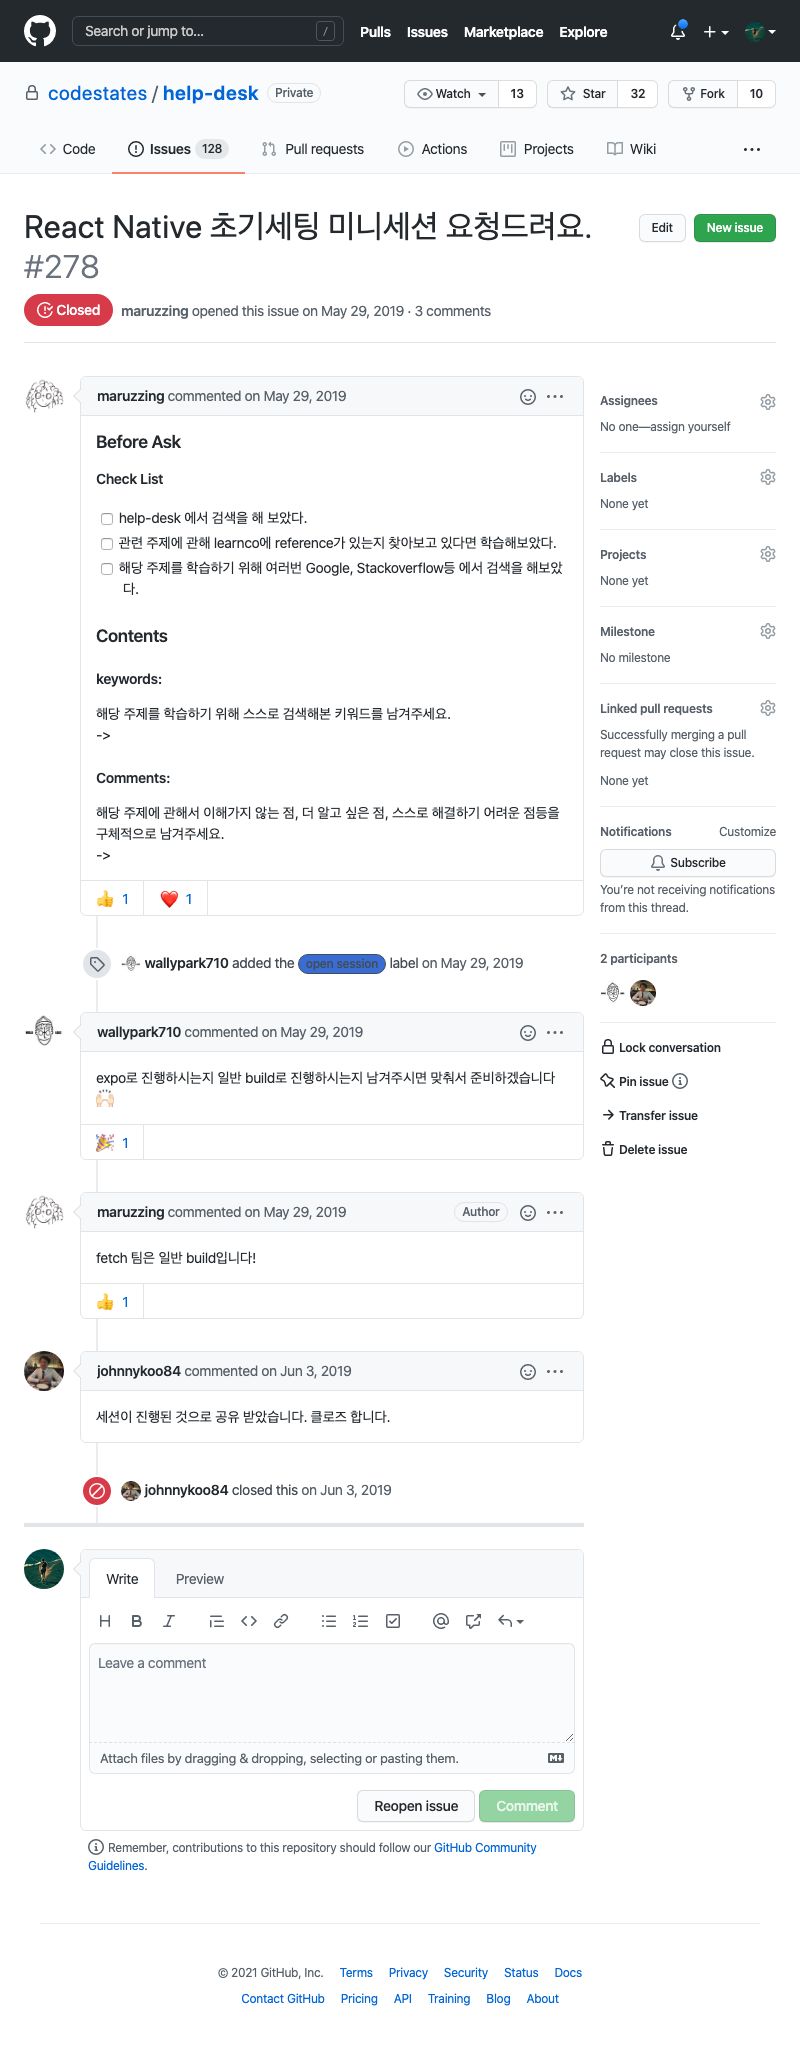 Search or jump to... /
Pulls Issues Marketplace Explore
codestates / help-desk Private
Watch 13 Star 32 Fork 10
Code Issues 128 Pull requests Actions Projects Wiki
React Native 초기세팅 미니세션 요청드려요.
#278
Edit New issue
Closed maruzzing opened this issue on May 29, 2019 · 3 comments
maruzzing commented on May 29, 2019
Before Ask
Check List
help-desk 에서 검색을 해 보았다.
관련 주제에 관해 learnco에 reference가 있는지 찾아보고 있다면 학습해보았다.
해당 주제를 학습하기 위해 여러번 Google, Stackoverflow등 에서 검색을 해보았
다.
Contents
keywords:
해당 주제를 학습하기 위해 스스로 검색해본 키워드를 남겨주세요.
->
Comments:
해당 주제에 관해서 이해가지 않는 점, 더 알고 싶은 점, 스스로 해결하기 어려운 점등을
구체적으로 남겨주세요.
->
👍 1 ❤️ 1
wallypark710 added the open session label on May 29, 2019
wallypark710 commented on May 29, 2019
expo로 진행하시는지 일반 build로 진행하시는지 남겨주시면 맞춰서 준비하겠습니다
🙌🏻
🎉 1
maruzzing commented on May 29, 2019 Author
fetch 팀은 일반 build입니다!
👍 1
johnnykoo84 commented on Jun 3, 2019
세션이 진행된 것으로 공유 받았습니다. 클로즈 합니다.
johnnykoo84 closed this on Jun 3, 2019
Assignees
No one—assign yourself
Labels
None yet
Projects
None yet
Milestone
No milestone
Linked pull requests
Successfully merging a pull
request may close this issue.
None yet
Notifications Customize
Subscribe
You're not receiving notifications
from this thread.
2 participants
Lock conversation
Pin issue
Transfer issue
Delete issue
Write Preview
Leave a comment
Attach files by dragging & dropping, selecting or pasting them.
Reopen issue Comment
Remember, contributions to this repository should follow our GitHub Community
Guidelines.
© 2021 GitHub, Inc. Terms Privacy Security Status Docs
Contact GitHub Pricing API Training Blog About